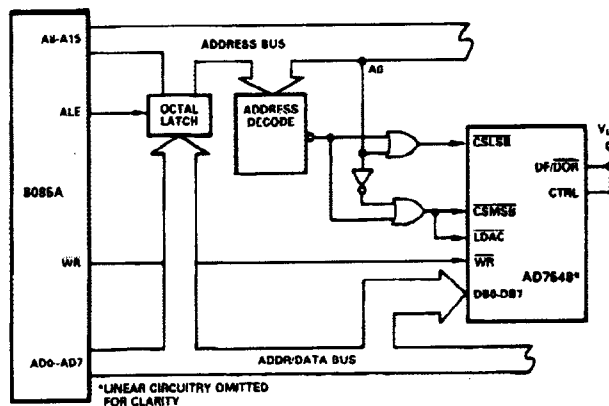 A8-A15
ADDRESS BUS
A0
ALE
OCTAL
LATCH
ADDRESS
DECODE
CSLSB
DF/DOR
CTRL
8085A
CSMSB
LDAC
WR
WR
AD7548*
DB0-DB7
AD0-AD7
ADDR/DATA BUS
*LINEAR CIRCUITRY OMITTED
FOR CLARITY